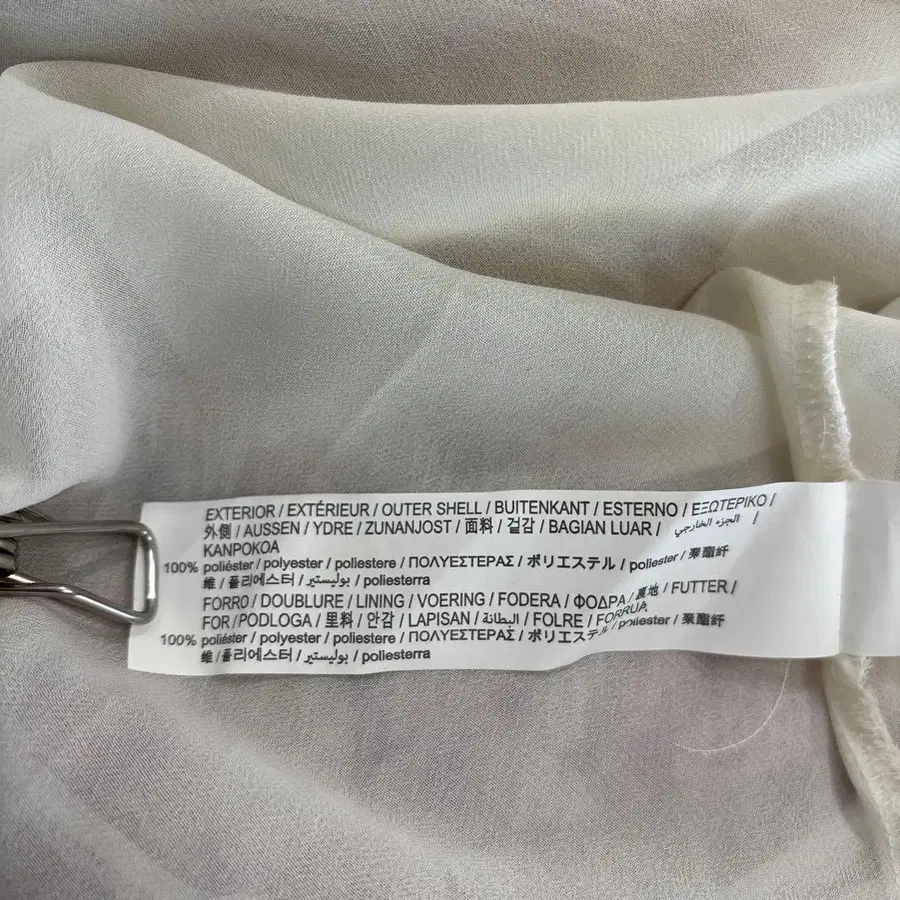 EXTERIOR / EXTÉRIEUR / OUTER SHELL / BUITENKANT / ESTERNO / ΕΞΩΤΕΡΙΚΟ /
外側 / AUSSEN / YDRE / ZUNANJOST / 面料 / 겉감 / BAGIAN LUAR / الجزء الخارجي /
KANPOKOA
100% poliéster / polyester / poliestere / ΠΟΛΥΕΣΤΕΡΑΣ / ポリエステル / poliester / 聚酯纤
维 / 폴리에스터 / بوليستير / poliesterra
FORRO / DOUBLURE / LINING / VOERING / FODERA / ΦΟΔΡΑ / 裏地 / FUTTER /
FOR / PODLOGA / 里料 / 안감 / LAPISAN / البطانة / FOLRE / FORRUA
100% poliéster / polyester / poliestere / ΠΟΛΥΕΣΤΕΡΑΣ / ポリエステル / poliester / 聚酯纤
维 / 폴리에스터 / بوليستير / poliesterra